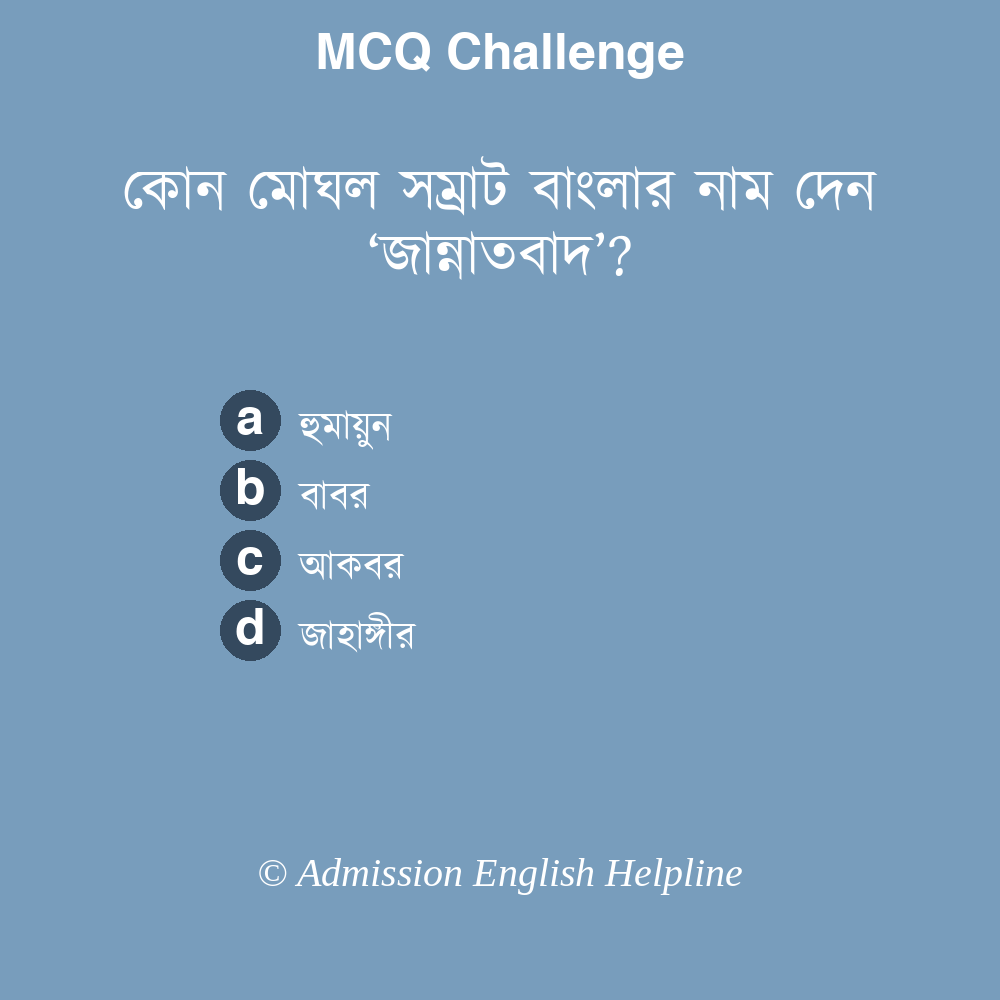 MCQ Challenge
কোন মোঘল সম্রাট বাংলার নাম দেন
‘জান্নাতবাদ’?
a হুমায়ুন
b বাবর
c আকবর
d জাহাঙ্গীর
© Admission English Helpline